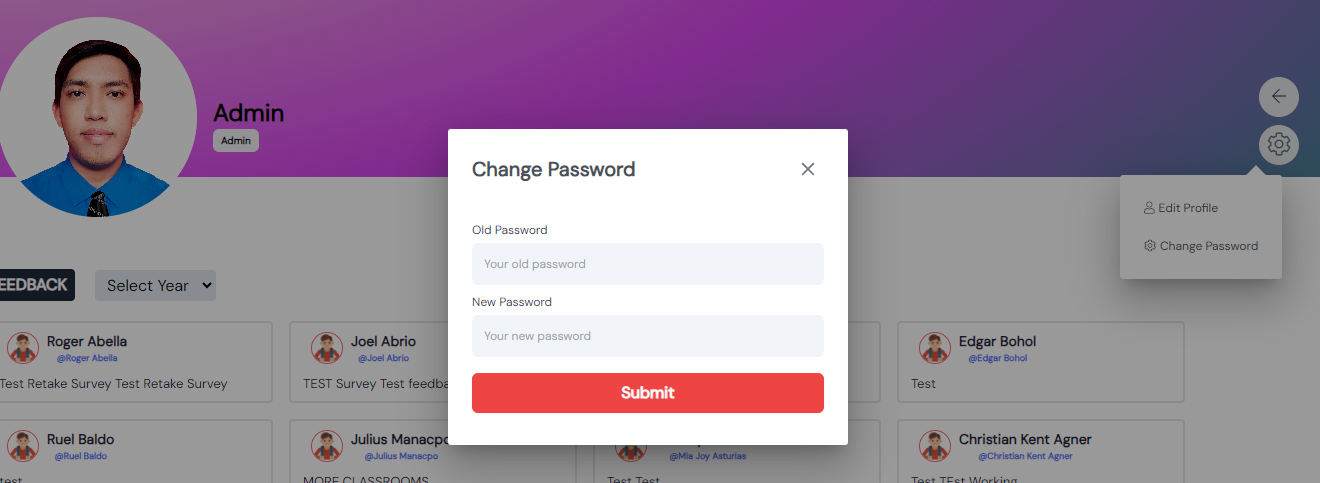 Admin
Admin
Change Password
Edit Profile
Change Password
Old Password
Your old password
New Password
Your new password
Submit
EEDBACK
Select Year
Roger Abella
@Roger Abella
Test Retake Survey Test Retake Survey
Joel Abrio
@Joel Abrio
TEST Survey Test feedba
Edgar Bohol
@Edgar Bohol
Test
Ruel Baldo
@Ruel Baldo
test
Julius Manacpo
@Julius Manacpo
MORE CLASSROOMS
@Mia Joy Asturias
Test Test
Christian Kent Agner
@Christian Kent Agner
Test TEst Working